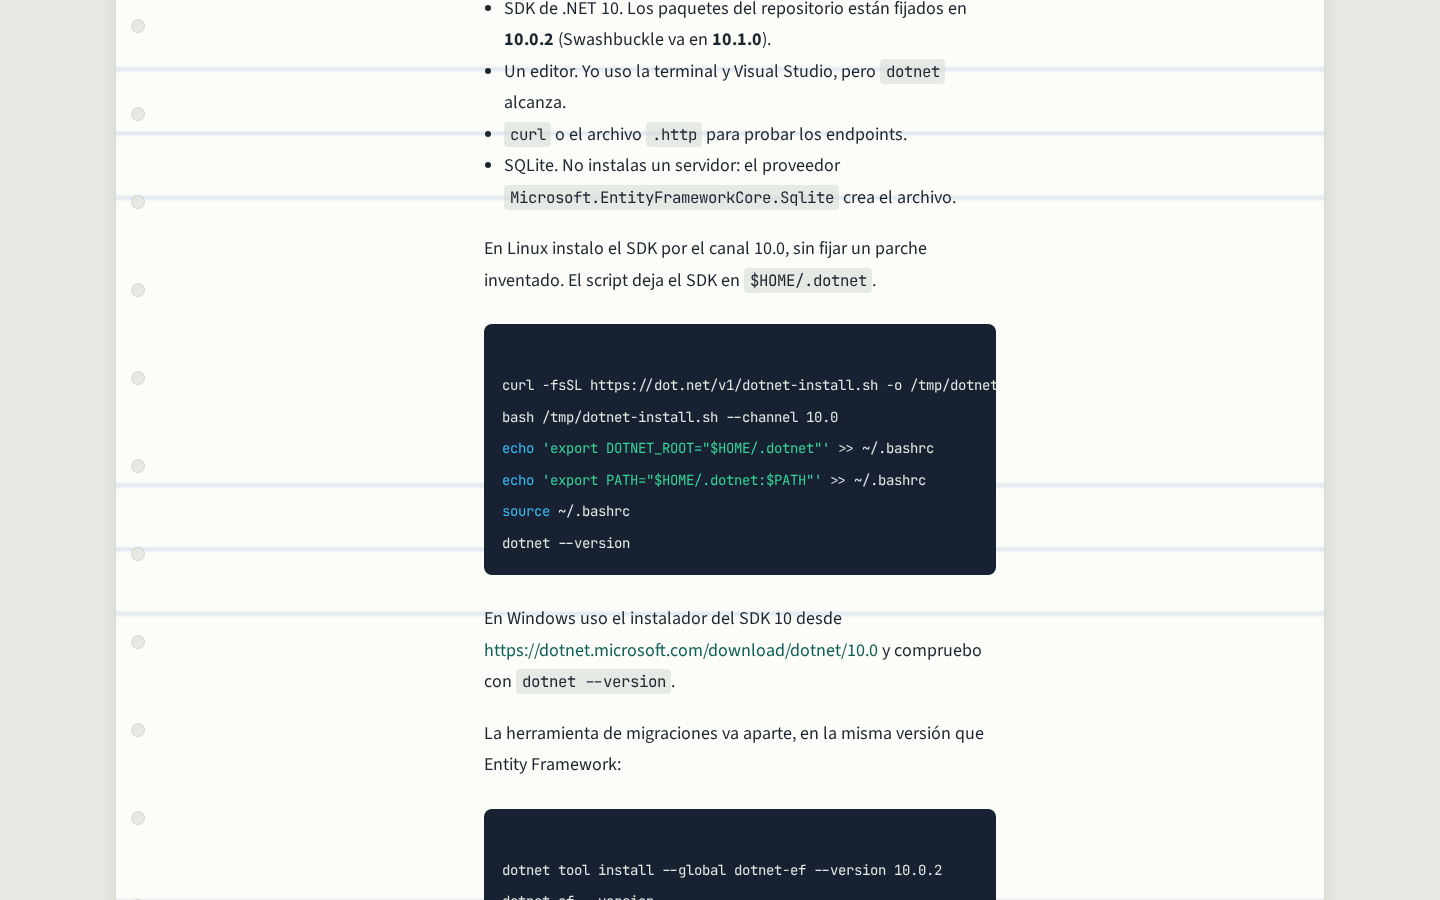 SDK de .NET 10. Los paquetes del repositorio están fijados en
10.0.2 (Swashbuckle va en 10.1.0).
Un editor. Yo uso la terminal y Visual Studio, pero dotnet
alcanza.
curl o el archivo .http para probar los endpoints.
SQLite. No instalas un servidor: el proveedor
Microsoft.EntityFrameworkCore.Sqlite crea el archivo.
En Linux instalo el SDK por el canal 10.0, sin fijar un parche
inventado. El script deja el SDK en $HOME/.dotnet.
curl -fsSL https://dot.net/v1/dotnet-install.sh -o /tmp/dotnet
bash /tmp/dotnet-install.sh --channel 10.0
echo 'export DOTNET_ROOT="$HOME/.dotnet"' >> ~/.bashrc
echo 'export PATH="$HOME/.dotnet:$PATH"' >> ~/.bashrc
source ~/.bashrc
dotnet --version
En Windows uso el instalador del SDK 10 desde
https://dotnet.microsoft.com/download/dotnet/10.0 y compruebo
con dotnet --version.
La herramienta de migraciones va aparte, en la misma versión que
Entity Framework:
dotnet tool install --global dotnet-ef --version 10.0.2
dotnet-ef --version